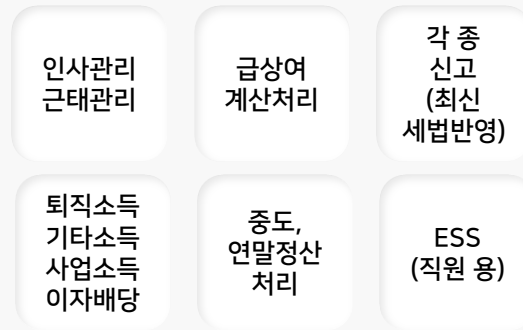 인사관리
근태관리
급상여
계산처리
각 종
신고
(최신
세법반영)
퇴직소득
기타소득
사업소득
이자배당
중도,
연말정산
처리
ESS
(직원 용)